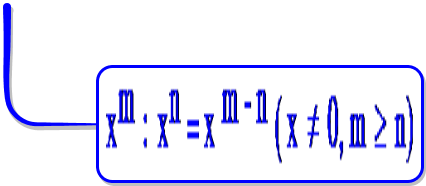 xᵐ : xⁿ = xᵐ⁻ⁿ (x ≠ 0, m ≥ n)